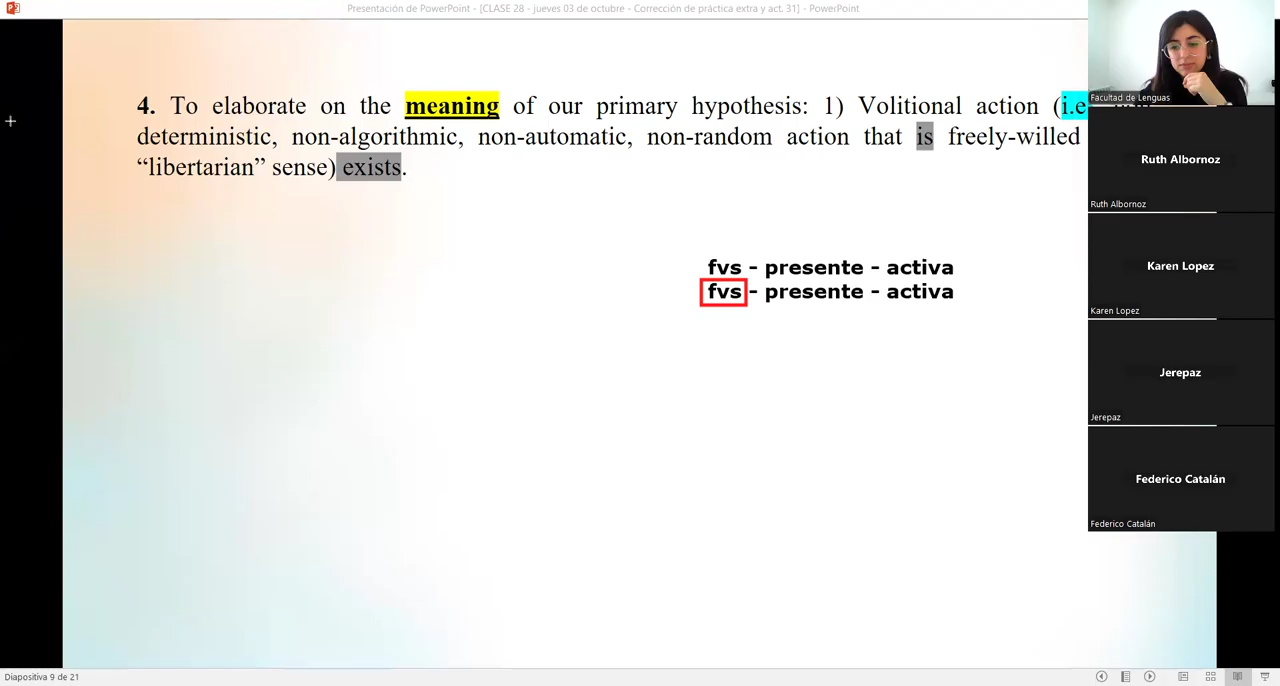 Presentación de PowerPoint - [CLASE 28 - jueves 03 de octubre - Corrección de práctica extra y act. 31] - PowerPoint
Facultad de Lenguas
4. To elaborate on the meaning of our primary hypothesis: 1) Volitional action (i.e
deterministic, non-algorithmic, non-automatic, non-random action that is freely-willed
“libertarian” sense) exists.
fvs - presente - activa
fvs - presente - activa
Ruth Albornoz
Ruth Albornoz
Karen Lopez
Karen Lopez
Jerepaz
Jerepaz
Federico Catalán
Federico Catalán
Diapositiva 9 de 21